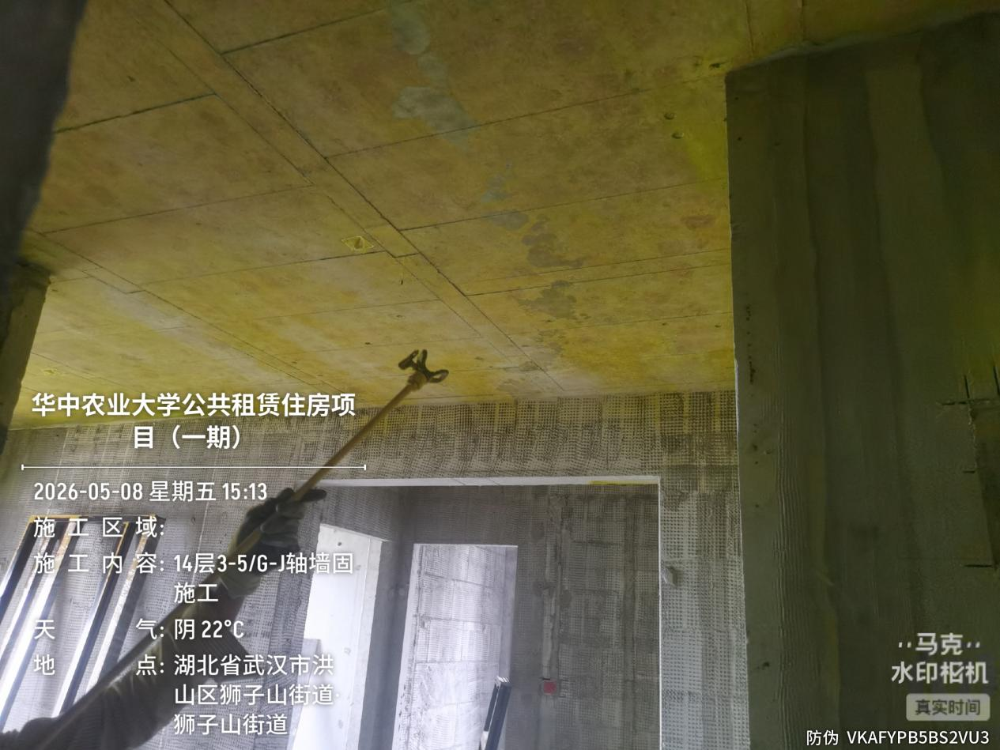 华中农业大学公共租赁住房项
目（一期）
2026-05-08 星期五 15:13
施工区域:
施工内容: 14层3-5/G-J轴墙固
施工
天气: 阴 22°C
地点: 湖北省武汉市洪
山区狮子山街道·
狮子山街道
马克
水印相机
真实时间
防伪 VKAFYPB5BS2VU3